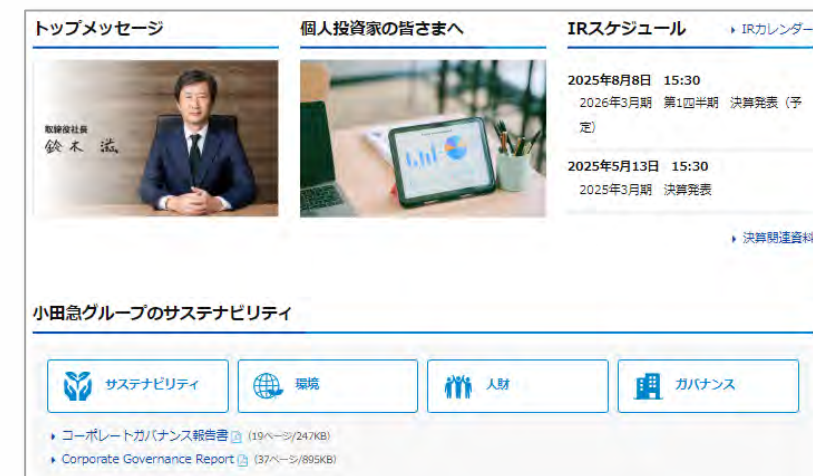 トップメッセージ
取締役社長
鈴木 滋
個人投資家の皆さまへ
IRスケジュール
IRカレンダー
2025年8月8日 15:30
2026年3月期 第1四半期 決算発表（予
定）
2025年5月13日 15:30
2025年3月期 決算発表
決算関連資料
小田急グループのサステナビリティ
サステナビリティ
環境
人財
ガバナンス
コーポレートガバナンス報告書 (19ページ/247KB)
Corporate Governance Report (37ページ/895KB)